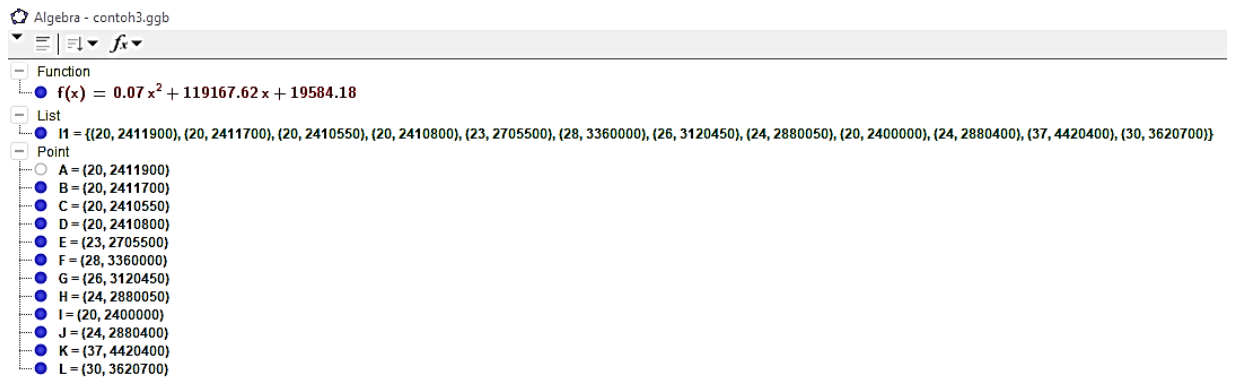 Algebra - contoh3.ggb
fx
Function
f(x) = 0.07 x² + 119167.62 x + 19584.18
List
l1 = {(20, 2411900), (20, 2411700), (20, 2410550), (20, 2410800), (23, 2705500), (28, 3360000), (26, 3120450), (24, 2880050), (20, 2400000), (24, 2880400), (37, 4420400), (30, 3620700)}
Point
A = (20, 2411900)
B = (20, 2411700)
C = (20, 2410550)
D = (20, 2410800)
E = (23, 2705500)
F = (28, 3360000)
G = (26, 3120450)
H = (24, 2880050)
I = (20, 2400000)
J = (24, 2880400)
K = (37, 4420400)
L = (30, 3620700)